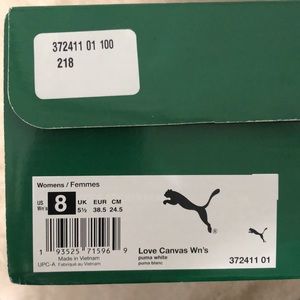 372411 01 100
218
Womens / Femmes
US Wn's 8 UK 5½ EUR 38.5 CM 24.5
1 93525 71596 9
Made in Vietnam
UPC-A Fabriqué au Vietnam
Love Canvas Wn's
puma white
puma blanc
372411 01